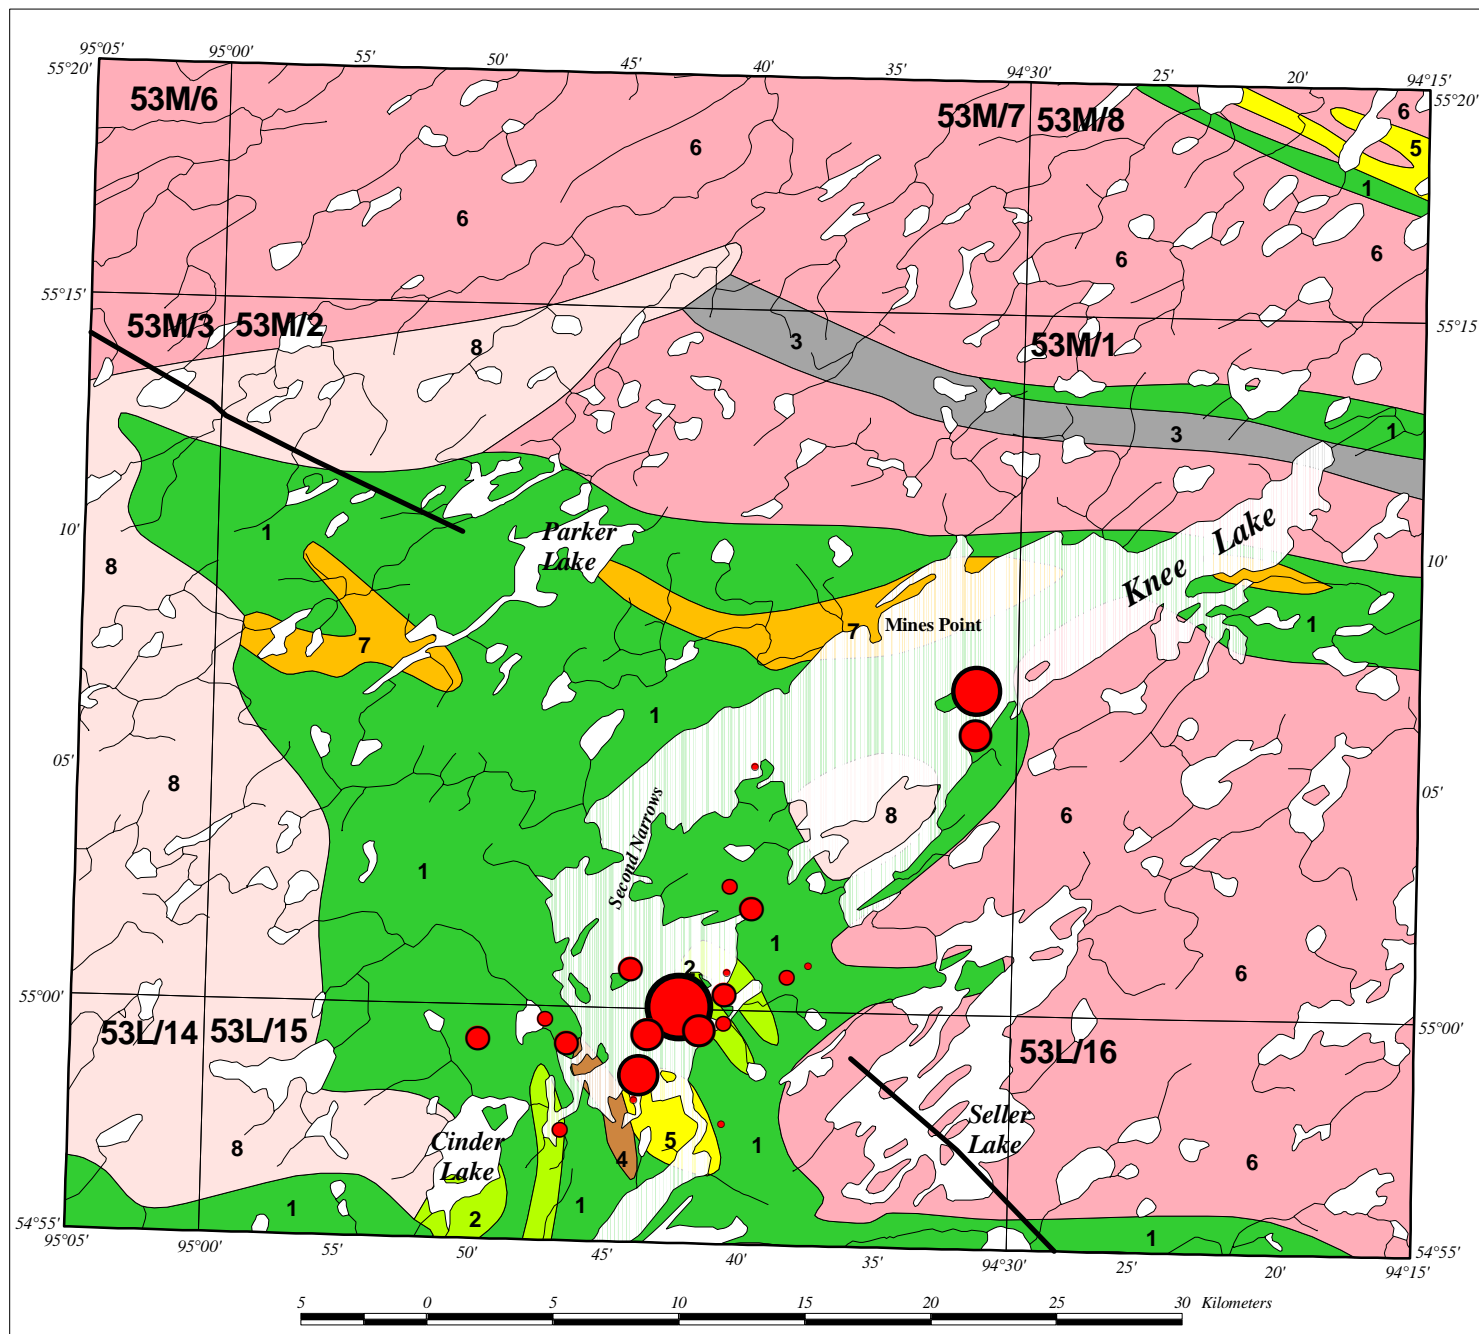 95°05' 95°00' 55' 50' 45' 40' 35' 94°30' 25' 20' 94°15'
55°20' 55°20'
53M/6 53M/7 53M/8
6
6
5
6
1
6
6
6
55°15' 55°15'
53M/3 53M/2
53M/1
8
3
3
1
10' 10'
1
Parker
Lake
Knee Lake
8
7
7
Mines Point
1
1
05' 05'
8
8
6
Second Narrows
1
1
2
6
55°00' 55°00'
53L/14 53L/15
53L/16
Seller
Lake
Cinder
Lake
8
5
4
1
6
1
1
2
1
54°55' 54°55'
95°05' 95°00' 55' 50' 45' 40' 35' 94°30' 25' 20' 94°15'
5 0 5 10 15 20 25 30 Kilometers